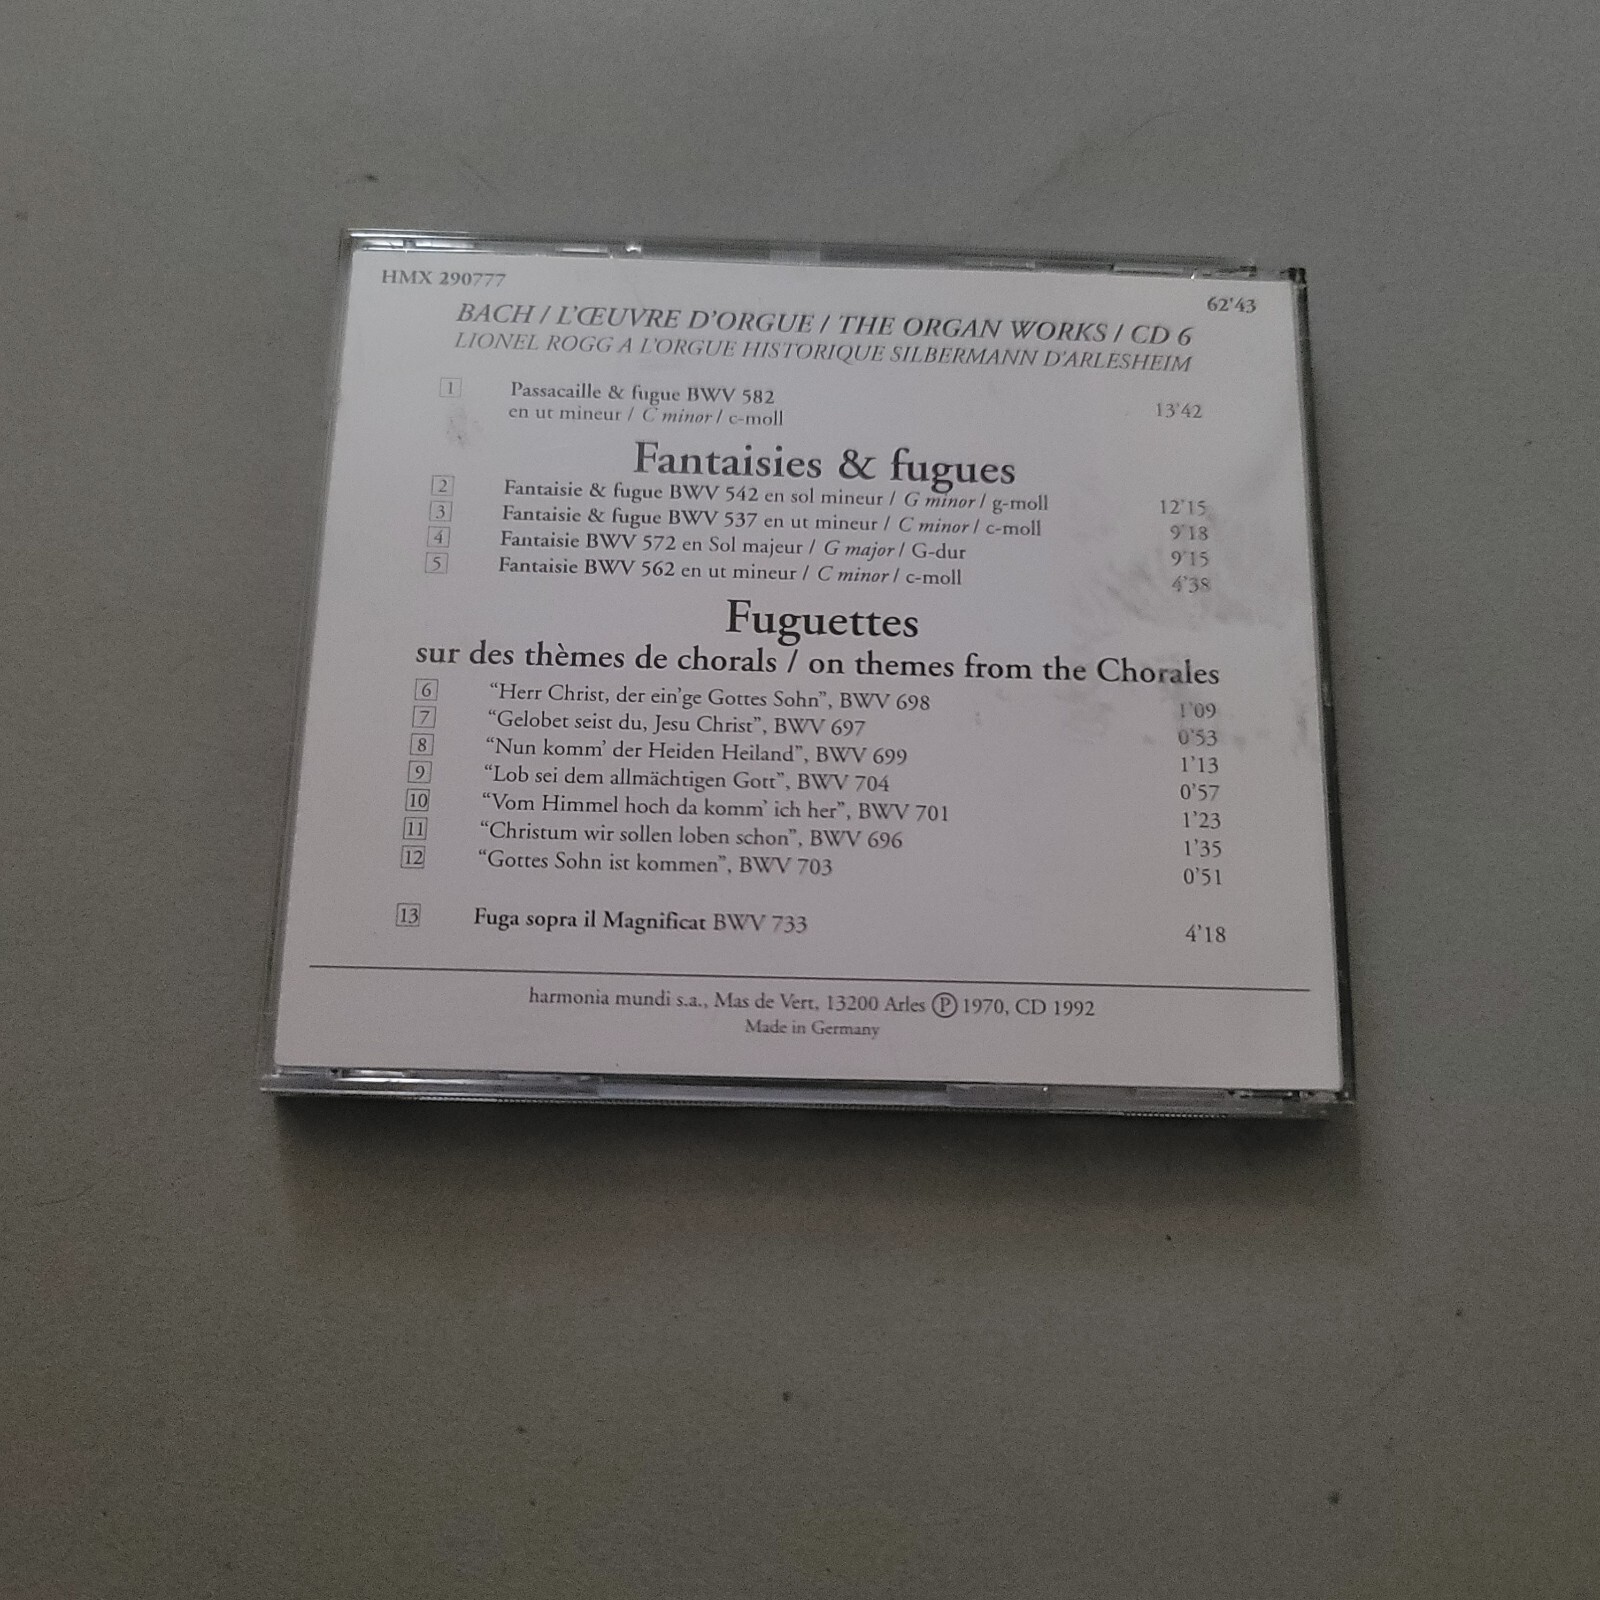 HMX 290777
62'43
BACH / L'ŒUVRE D'ORGUE / THE ORGAN WORKS / CD 6
LIONEL ROGG A L'ORGUE HISTORIQUE SILBERMANN D'ARLESHEIM
1 Passacaille & fugue BWV 582
en ut mineur / C minor / c-moll 13'42
Fantaisies & fugues
2 Fantaisie & fugue BWV 542 en sol mineur / G minor / g-moll 12'15
3 Fantaisie & fugue BWV 537 en ut mineur / C minor / c-moll 9'18
4 Fantaisie BWV 572 en Sol majeur / G major / G-dur 9'15
5 Fantaisie BWV 562 en ut mineur / C minor / c-moll 4'38
Fuguettes
sur des thèmes de chorals / on themes from the Chorales
6 “Herr Christ, der ein'ge Gottes Sohn”, BWV 698 1'09
7 “Gelobet seist du, Jesu Christ”, BWV 697 0'53
8 “Nun komm' der Heiden Heiland”, BWV 699 1'13
9 “Lob sei dem allmächtigen Gott”, BWV 704 0'57
10 “Vom Himmel hoch da komm' ich her”, BWV 701 1'23
11 “Christum wir sollen loben schon”, BWV 696 1'35
12 “Gottes Sohn ist kommen”, BWV 703 0'51
13 Fuga sopra il Magnificat BWV 733 4'18
harmonia mundi s.a., Mas de Vert, 13200 Arles Ⓟ 1970, CD 1992
Made in Germany